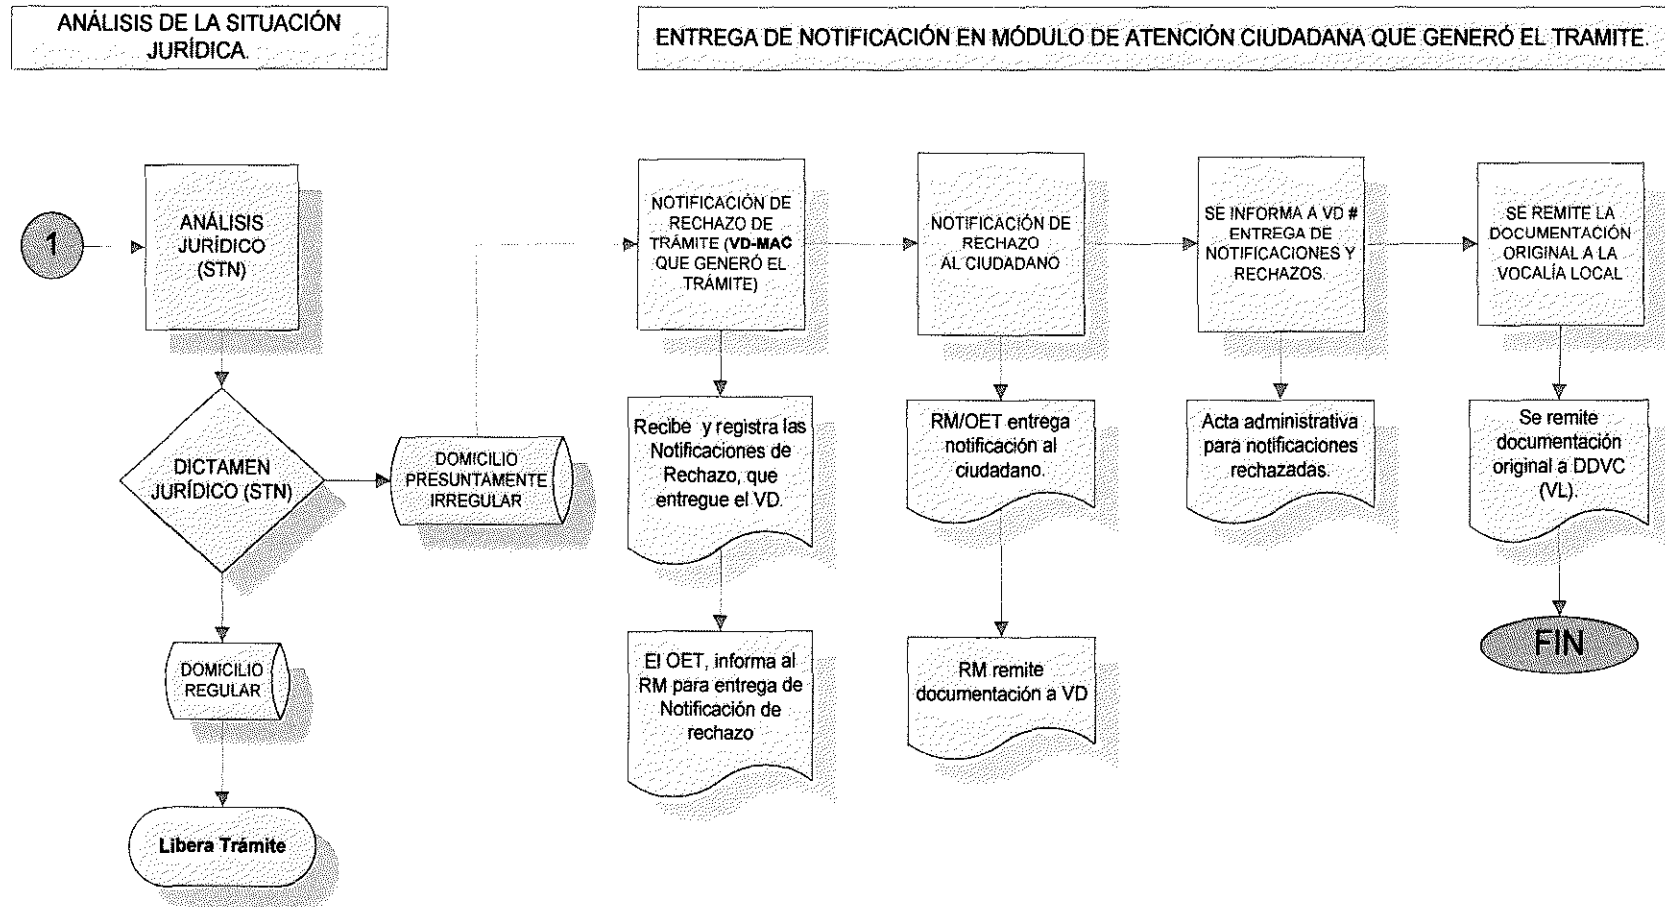 ANÁLISIS DE LA SITUACIÓN
JURÍDICA.
ENTREGA DE NOTIFICACIÓN EN MÓDULO DE ATENCIÓN CIUDADANA QUE GENERÓ EL TRAMITE.
1
ANÁLISIS
JURÍDICO
(STN)
DICTAMEN
JURÍDICO (STN)
DOMICILIO
PRESUNTAMENTE
IRREGULAR
DOMICILIO
REGULAR
Libera Trámite
NOTIFICACIÓN DE
RECHAZO DE
TRÁMITE (VD-MAC
QUE GENERÓ EL
TRÁMITE)
Recibe y registra las
Notificaciones de
Rechazo, que
entregue el VD.
El OET, informa al
RM para entrega de
Notificación de
rechazo
NOTIFICACIÓN DE
RECHAZO
AL CIUDADANO
RM/OET entrega
notificación al
ciudadano.
RM remite
documentación a VD
SE INFORMA A VD #
ENTREGA DE
NOTIFICACIONES Y
RECHAZOS.
Acta administrativa
para notificaciones
rechazadas.
SE REMITE LA
DOCUMENTACIÓN
ORIGINAL A LA
VOCALÍA LOCAL
Se remite
documentación
original a DDVC
(VL).
FIN